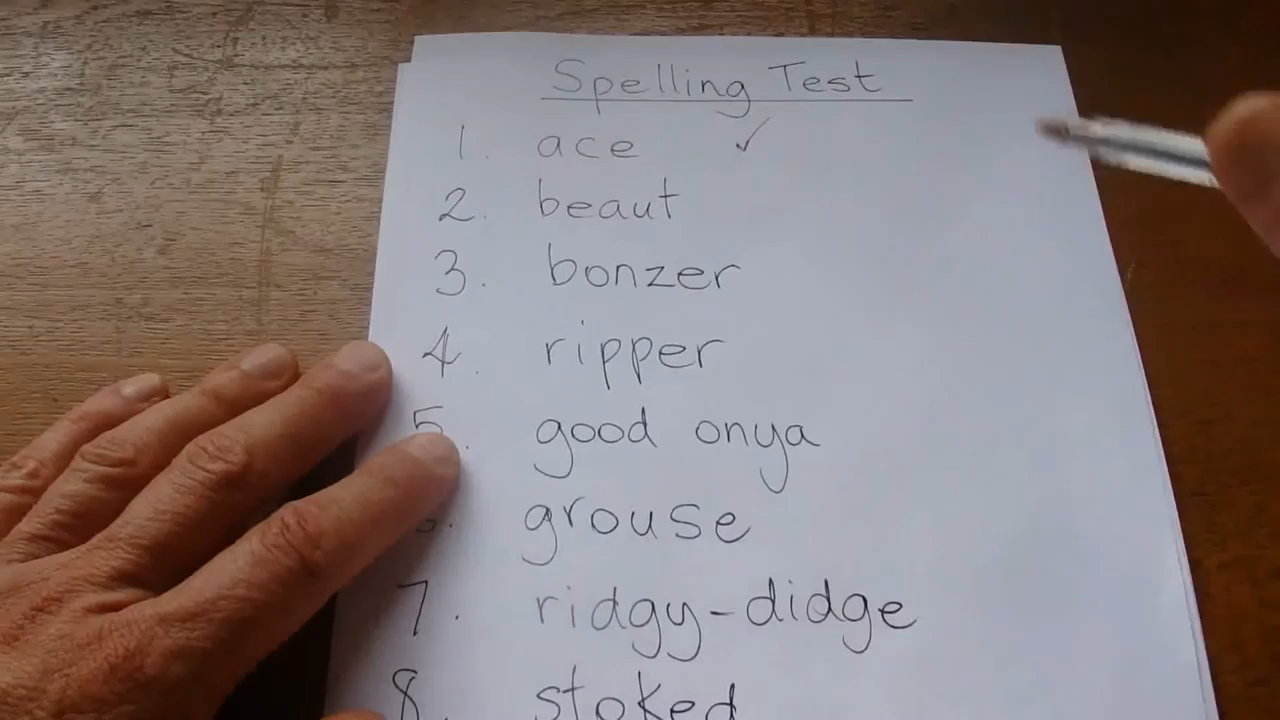 Spelling Test
1. ace ✓
2. beaut
3. bonzer
4. ripper
5. good onya
6. grouse
7. ridgy-didge
8. stoked